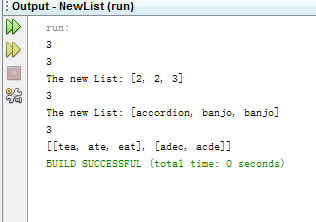 Output - NewList (run)
run:
3
3
The new List: [2, 2, 3]
3
The new List: [accordion, banjo, banjo]
3
[[tea, ate, eat], [adec, acde]]
BUILD SUCCESSFUL (total time: 0 seconds)